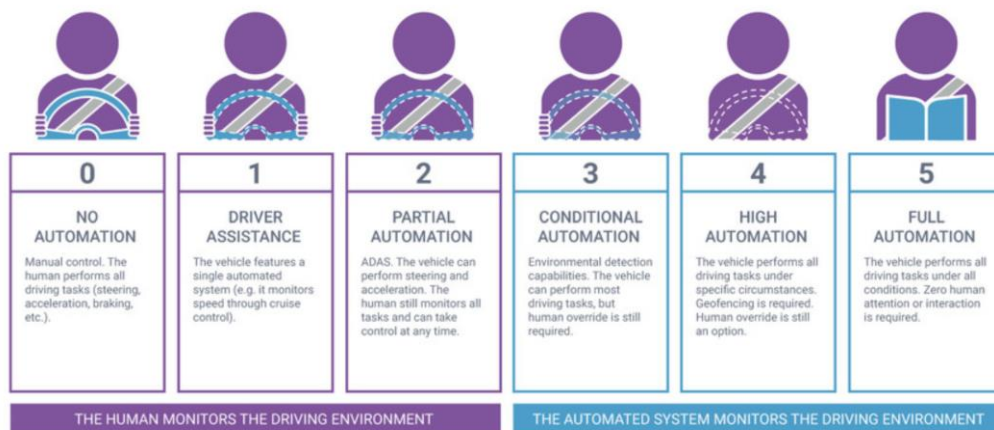 0
NO
AUTOMATION
Manual control. The
human performs all
driving tasks (steering,
acceleration, braking,
etc.).
1
DRIVER
ASSISTANCE
The vehicle features a
single automated
system (e.g. it monitors
speed through cruise
control).
2
PARTIAL
AUTOMATION
ADAS. The vehicle can
perform steering and
acceleration. The
human still monitors all
tasks and can take
control at any time.
3
CONDITIONAL
AUTOMATION
Environmental detection
capabilities. The vehicle
can perform most
driving tasks, but
human override is still
required.
4
HIGH
AUTOMATION
The vehicle performs all
driving tasks under
specific circumstances.
Geofencing is required.
Human override is still
an option.
5
FULL
AUTOMATION
The vehicle performs all
driving tasks under all
conditions. Zero human
attention or interaction
is required.
THE HUMAN MONITORS THE DRIVING ENVIRONMENT
THE AUTOMATED SYSTEM MONITORS THE DRIVING ENVIRONMENT